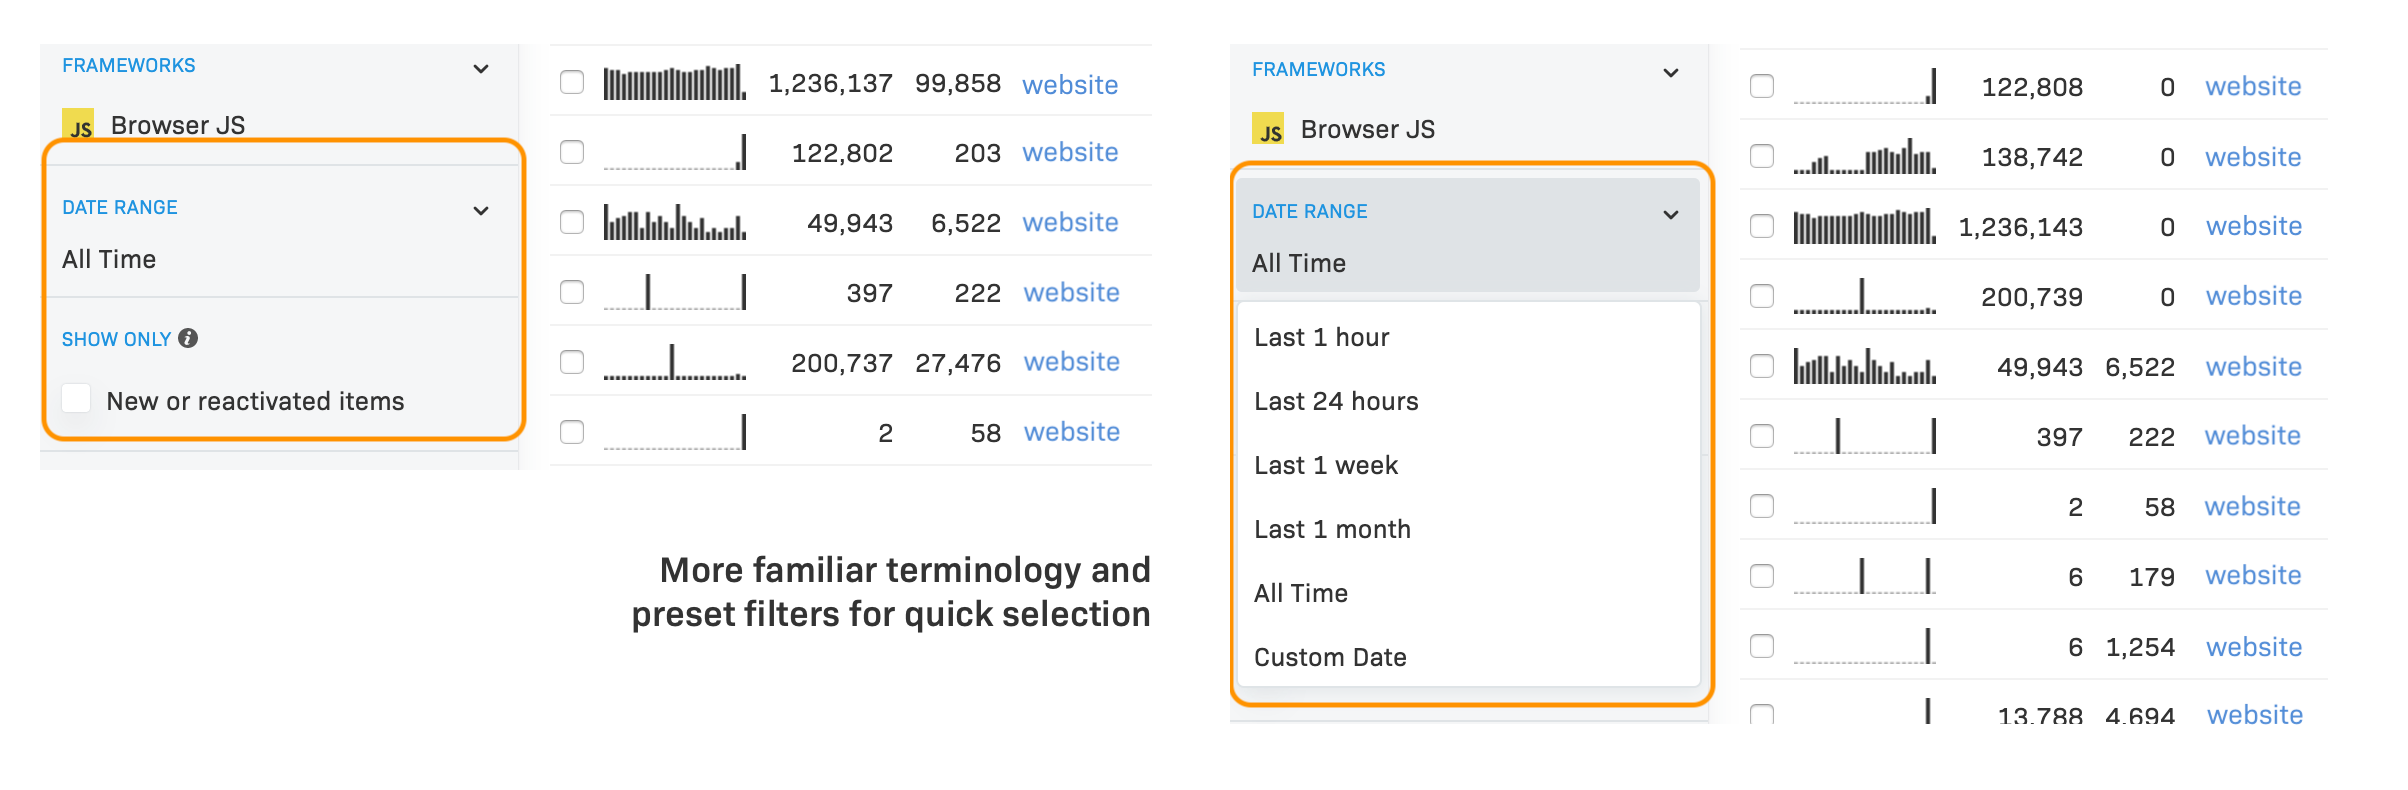 FRAMEWORKS
JS Browser JS
DATE RANGE
All Time
SHOW ONLY i
New or reactivated items
1,236,137 99,858 website
122,802 203 website
49,943 6,522 website
397 222 website
200,737 27,476 website
2 58 website
More familiar terminology and
preset filters for quick selection
FRAMEWORKS
JS Browser JS
DATE RANGE
All Time
Last 1 hour
Last 24 hours
Last 1 week
Last 1 month
All Time
Custom Date
122,808 0 website
138,742 0 website
1,236,143 0 website
200,739 0 website
49,943 6,522 website
397 222 website
2 58 website
6 179 website
6 1,254 website
13,788 4,694 website